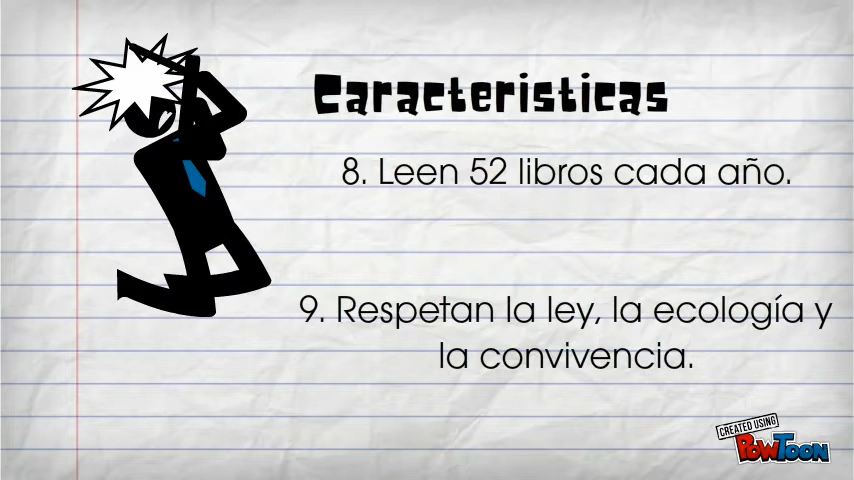 Caracteristicas
8. Leen 52 libros cada año.
9. Respetan la ley, la ecología y
la convivencia.
CREATED USING
POWTOON